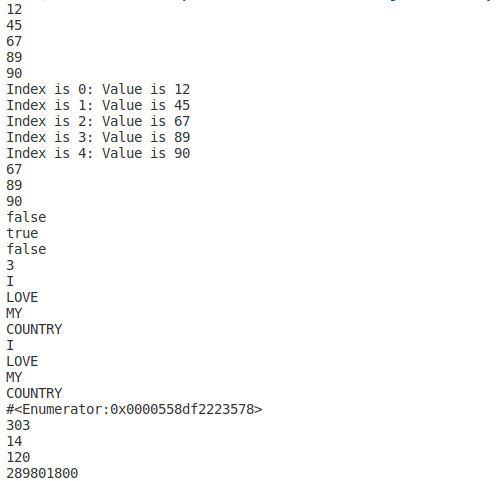 12
45
67
89
90
Index is 0: Value is 12
Index is 1: Value is 45
Index is 2: Value is 67
Index is 3: Value is 89
Index is 4: Value is 90
67
89
90
false
true
false
3
I
LOVE
MY
COUNTRY
I
LOVE
MY
COUNTRY
#<Enumerator:0x0000558df2223578>
303
14
120
289801800